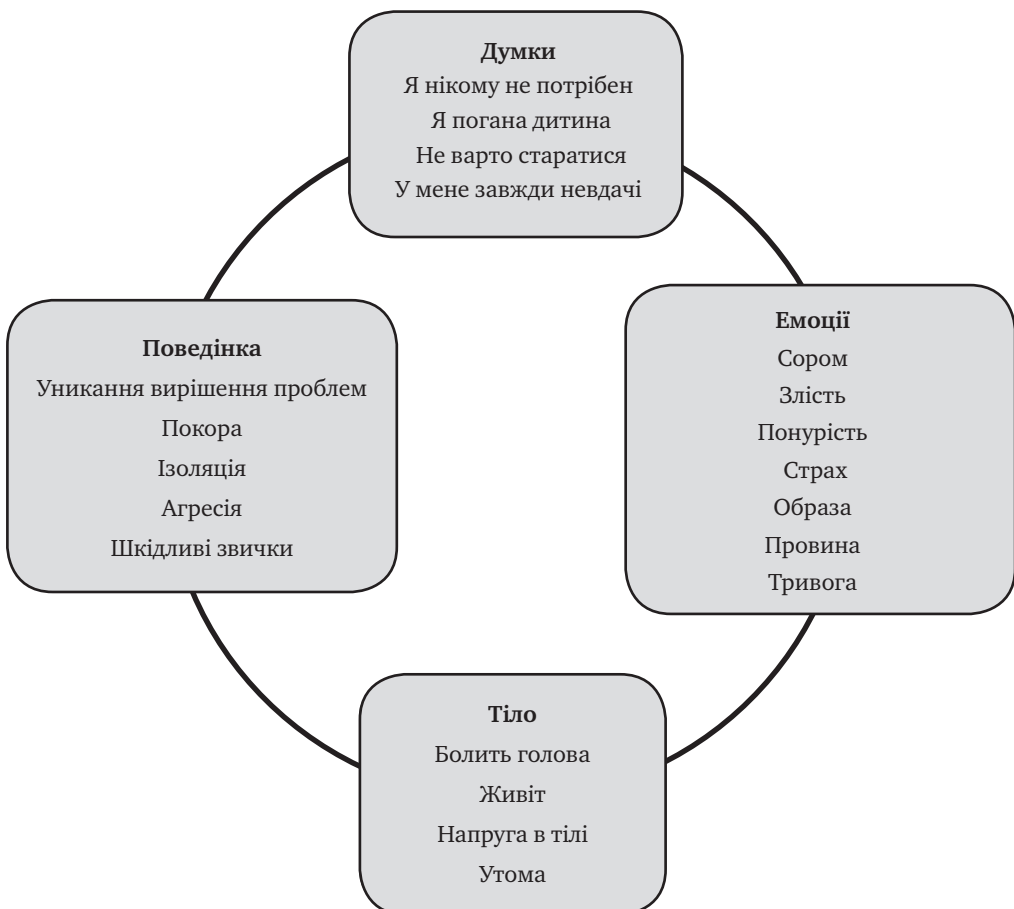 Думки
Я нікому не потрібен
Я погана дитина
Не варто старатися
У мене завжди невдачі
Емоції
Сором
Злість
Понурість
Страх
Образа
Провина
Тривога
Поведінка
Уникання вирішення проблем
Покора
Ізоляція
Агресія
Шкідливі звички
Тіло
Болить голова
Живіт
Напруга в тілі
Утома